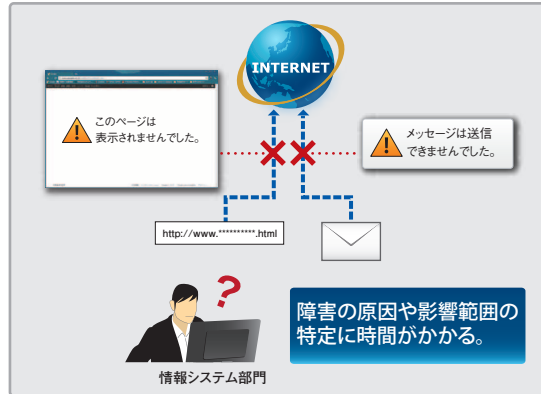 INTERNET
このページは
表示されませんでした。
メッセージは送信
できませんでした。
http://www.**********.html
?
障害の原因や影響範囲の
特定に時間がかかる。
情報システム部門